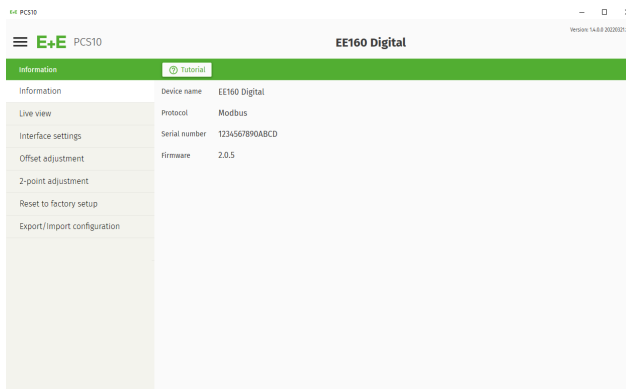 E+E PCS10
E+E PCS10
EE160 Digital
Information
Tutorial
Information
Live view
Interface settings
Offset adjustment
2-point adjustment
Reset to factory setup
Export/Import configuration
Device name EE160 Digital
Protocol Modbus
Serial number 1234567890ABCD
Firmware 2.0.5